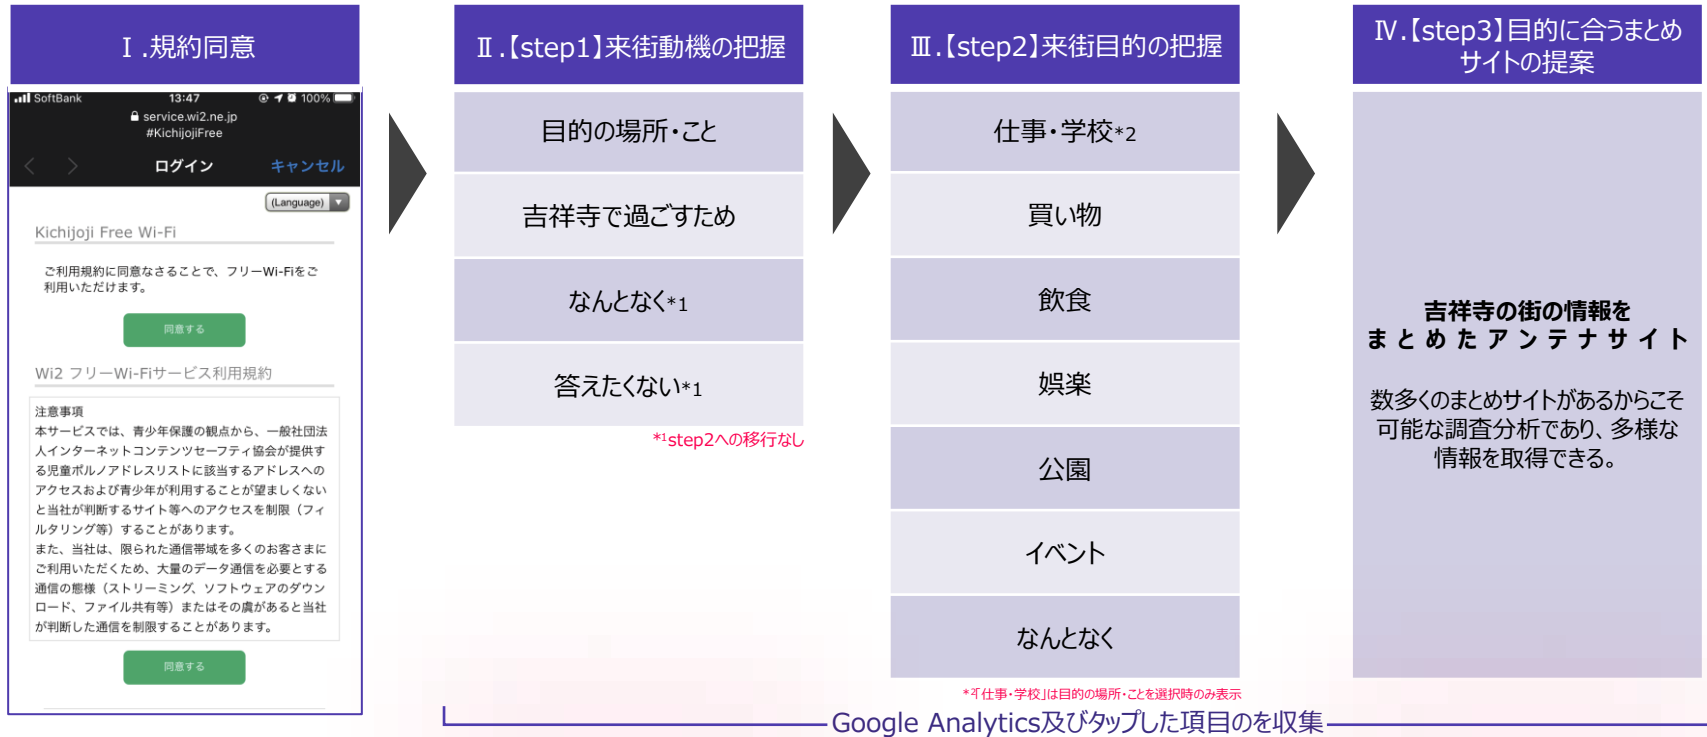 Ⅰ.規約同意
SoftBank 13:47 100%
service.wi2.ne.jp
#KichijojiFree
ログイン キャンセル
(Language)
Kichijoji Free Wi-Fi
ご利用規約に同意なさることで、フリーWi-Fiをご
利用いただけます。
同意する
Wi2 フリーWi-Fiサービス利用規約
注意事項
本サービスでは、青少年保護の観点から、一般社団法
人インターネットコンテンツセーフティ協会が提供す
る児童ポルノアドレスリストに該当するアドレスへの
アクセスおよび青少年が利用することが望ましくない
と当社が判断するサイト等へのアクセスを制限（フィ
ルタリング等）することがあります。
また、当社は、限られた通信帯域を多くのお客さまに
ご利用いただくため、大量のデータ通信を必要とする
通信の態様（ストリーミング、ソフトウェアのダウン
ロード、ファイル共有等）またはその虞があると当社
が判断した通信を制限することがあります。
同意する
Ⅱ.【step1】来街動機の把握
目的の場所・こと
吉祥寺で過ごすため
なんとなく*1
答えたくない*1
*1step2への移行なし
Ⅲ.【step2】来街目的の把握
仕事・学校*2
買い物
飲食
娯楽
公園
イベント
なんとなく
*2「仕事・学校」は目的の場所・ことを選択時のみ表示
Ⅳ.【step3】目的に合うまとめ
サイトの提案
吉祥寺の街の情報を
まとめたアンテナサイト
数多くのまとめサイトがあるからこそ
可能な調査分析であり、多様な
情報を取得できる。
Google Analytics及びタップした項目のを収集